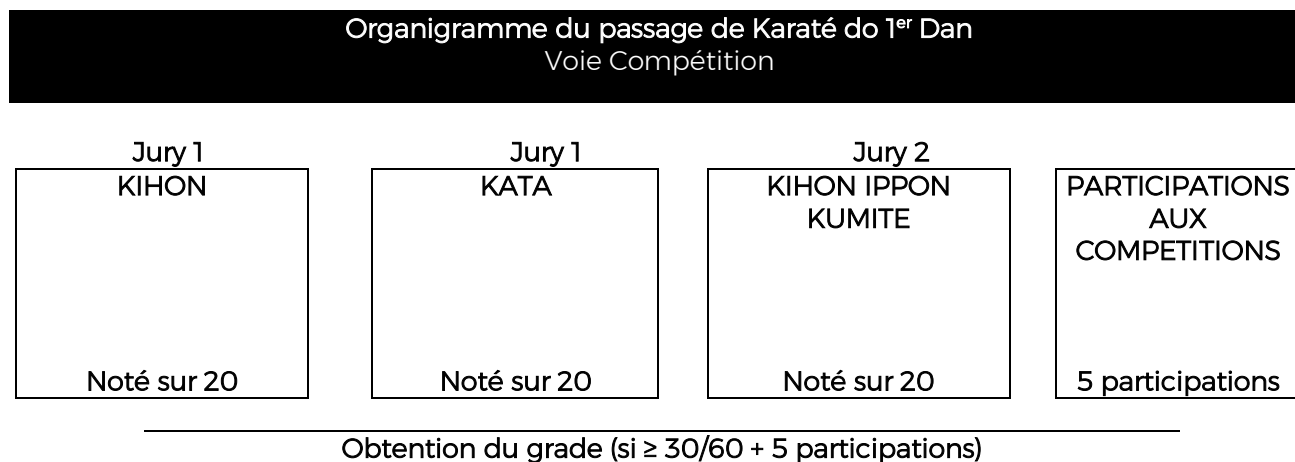 Organigramme du passage de Karaté do 1er Dan
Voie Compétition
Jury 1
KIHON
Noté sur 20
Jury 1
KATA
Noté sur 20
Jury 2
KIHON IPPON
KUMITE
Noté sur 20
PARTICIPATIONS
AUX
COMPETITIONS
5 participations
Obtention du grade (si ≥ 30/60 + 5 participations)